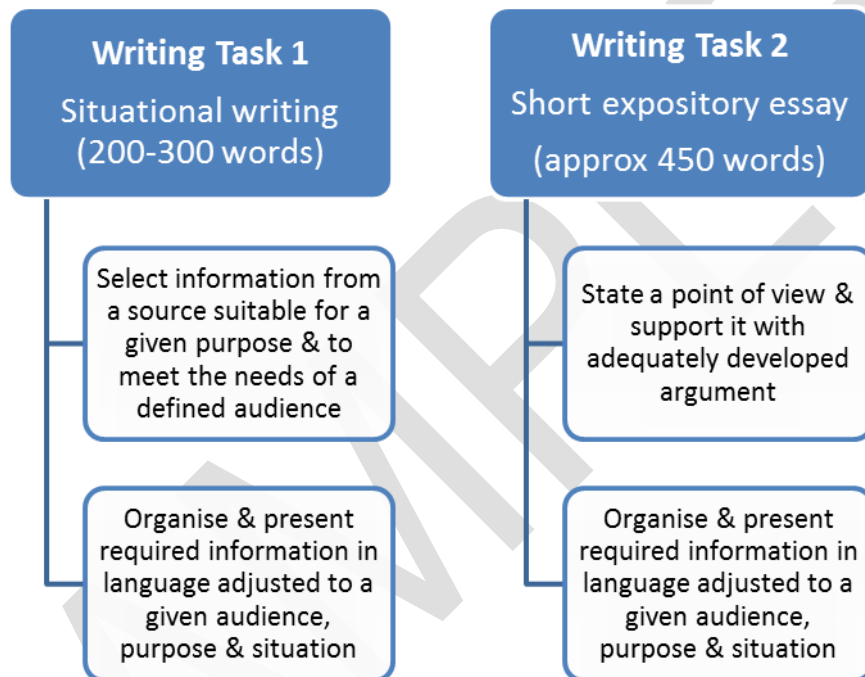 Writing Task 1
Situational writing
(200-300 words)
Select information from
a source suitable for a
given purpose & to
meet the needs of a
defined audience
Organise & present
required information in
language adjusted to a
given audience,
purpose & situation
Writing Task 2
Short expository essay
(approx 450 words)
State a point of view &
support it with
adequately developed
argument
Organise & present
required information in
language adjusted to a
given audience,
purpose & situation